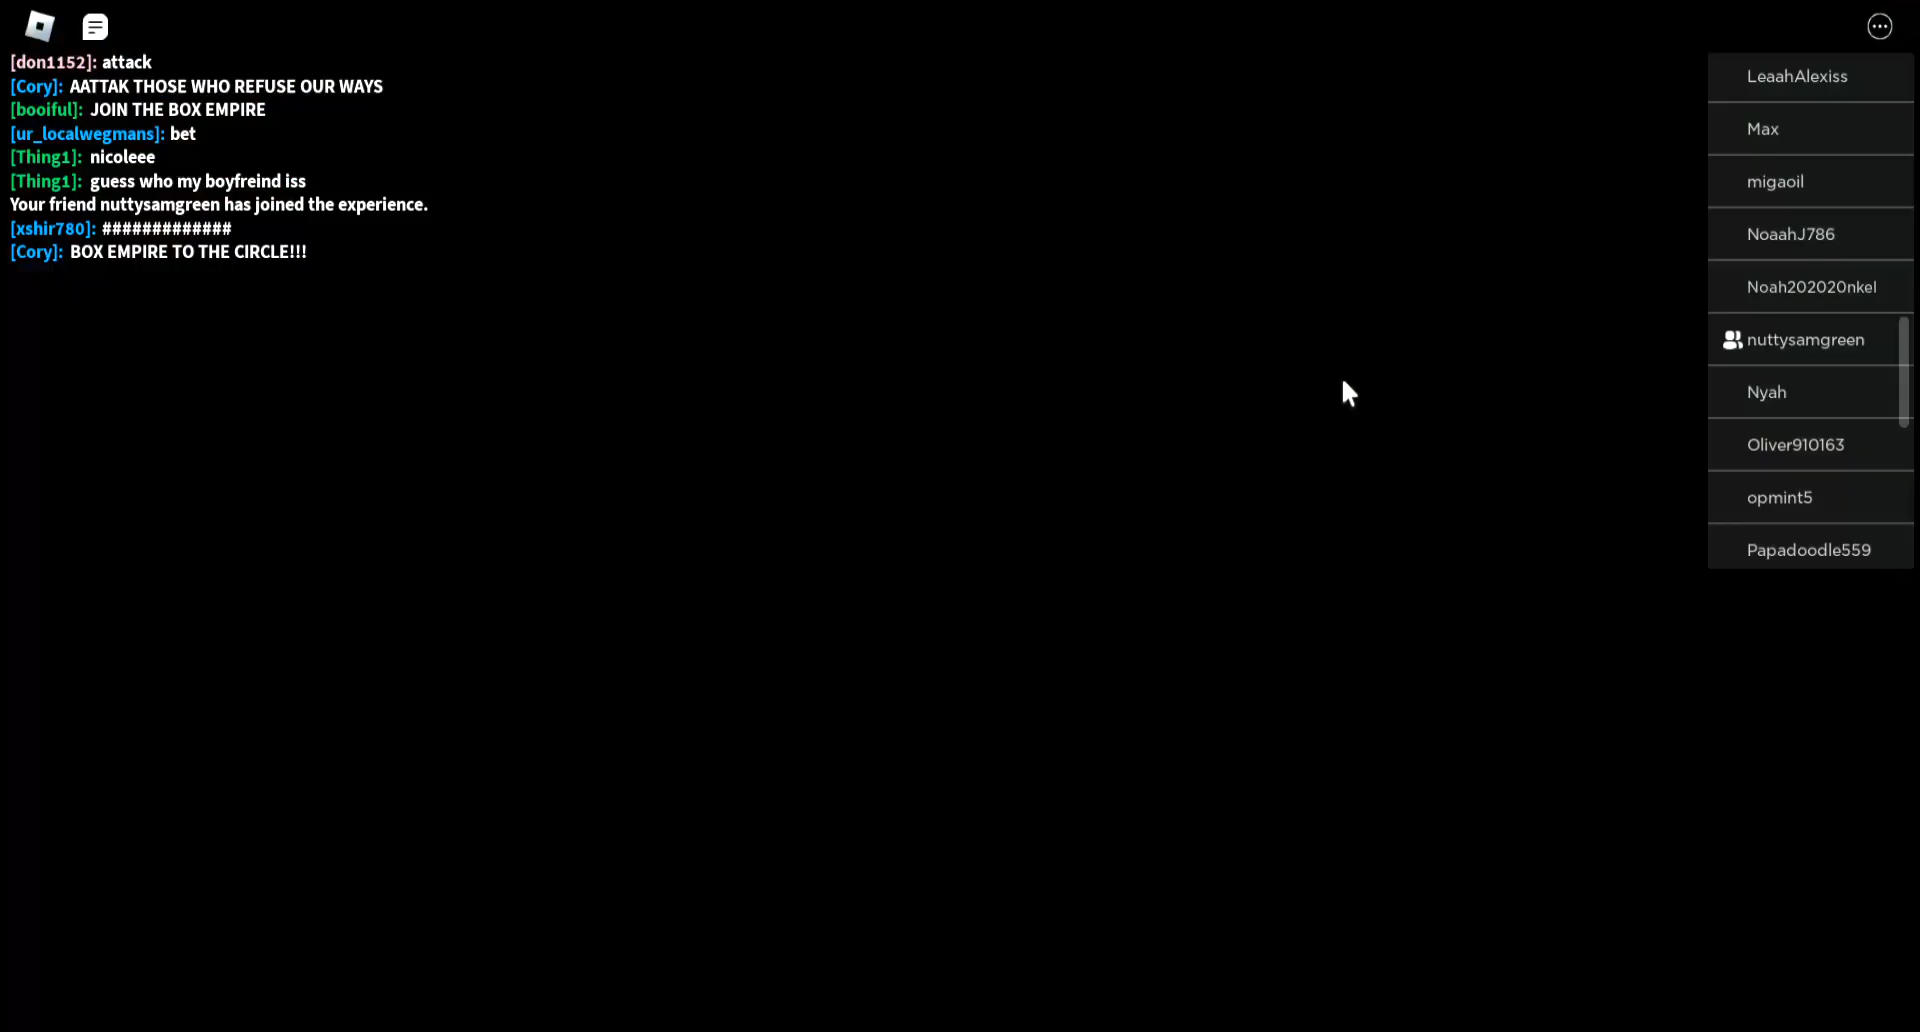 [don1152]: attack
[Cory]: AATTAK THOSE WHO REFUSE OUR WAYS
[booiful]: JOIN THE BOX EMPIRE
[ur_localwegmans]: bet
[Thing1]: nicoleee
[Thing1]: guess who my boyfreind iss
Your friend nuttysamgreen has joined the experience.
[xshir780]: #############
[Cory]: BOX EMPIRE TO THE CIRCLE!!!
LeaahAlexiss
Max
migaoil
NoaahJ786
Noah202020nkel
nuttysamgreen
Nyah
Oliver910163
opmint5
Papadoodle559